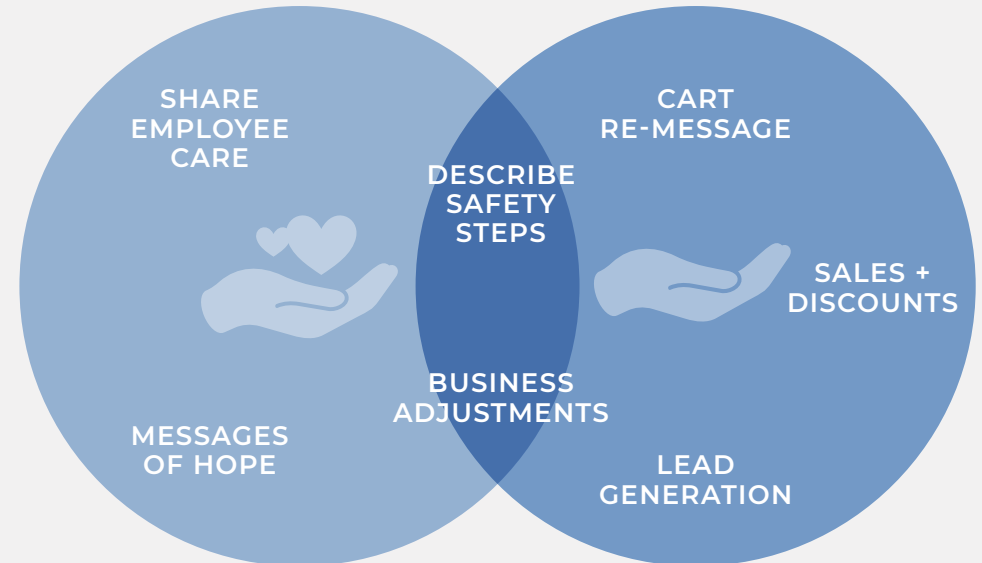 SHARE
EMPLOYEE
CARE
MESSAGES
OF HOPE
DESCRIBE
SAFETY
STEPS
BUSINESS
ADJUSTMENTS
CART
RE-MESSAGE
SALES +
DISCOUNTS
LEAD
GENERATION